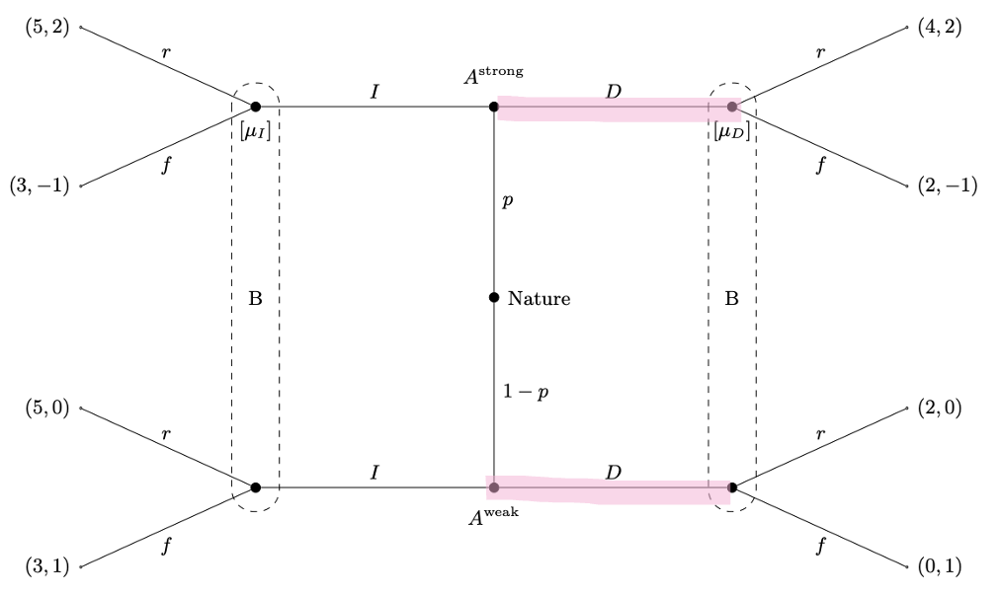 (5, 2)
(4, 2)
r
r
A^strong
I
D
[μ_I]
[μ_D]
f
f
(3, −1)
(2, −1)
p
B
Nature
B
1 − p
(5, 0)
(2, 0)
r
r
I
D
A^weak
f
f
(3, 1)
(0, 1)